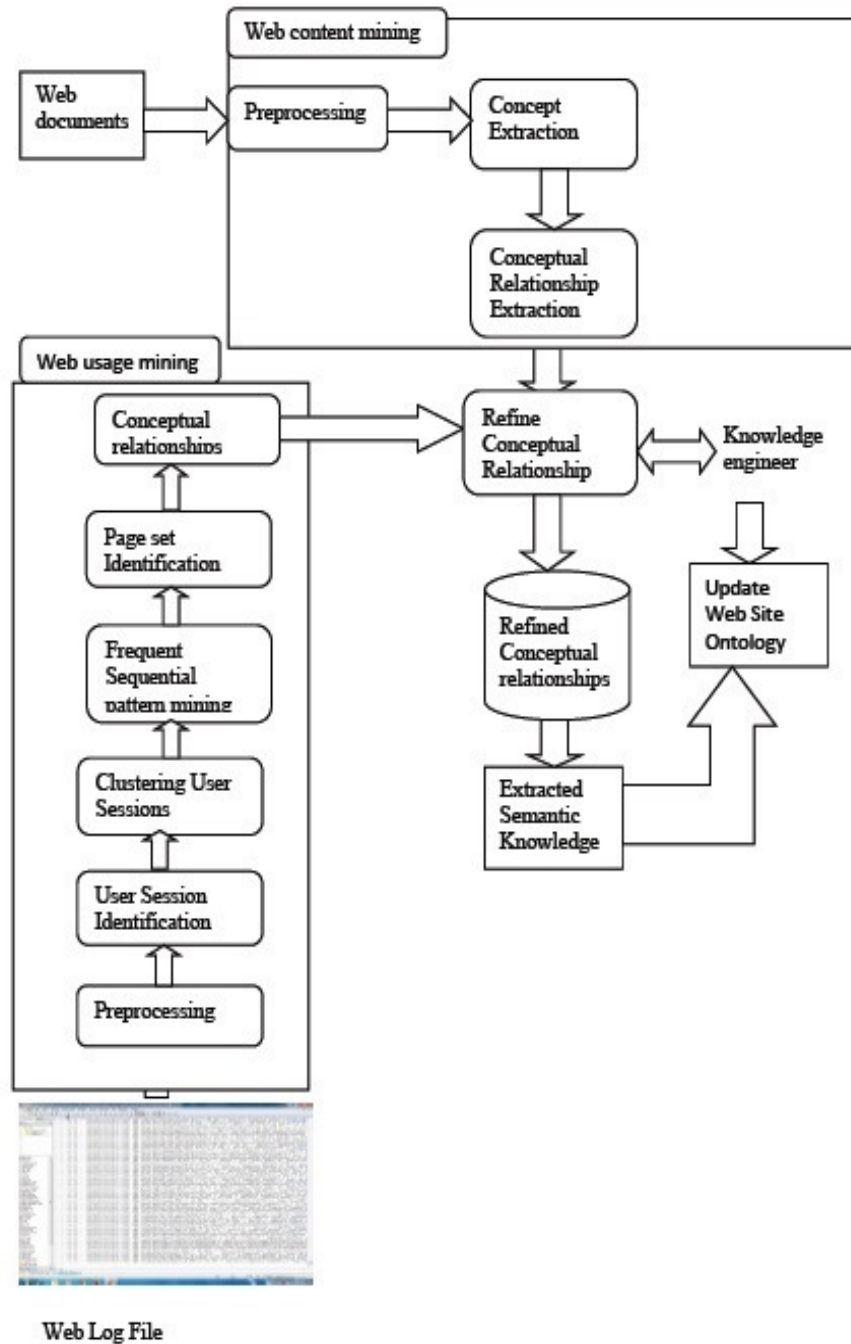 Web content mining
Web
documents
Preprocessing
Concept
Extraction
Conceptual
Relationship
Extraction
Web usage mining
Conceptual
relationships
Refine
Conceptual
Relationship
Knowledge
engineer
Page set
Identification
Refined
Conceptual
relationships
Update
Web Site
Ontology
Frequent
Sequential
pattern mining
Clustering User
Sessions
Extracted
Semantic
Knowledge
User Session
Identification
Preprocessing
Web Log File